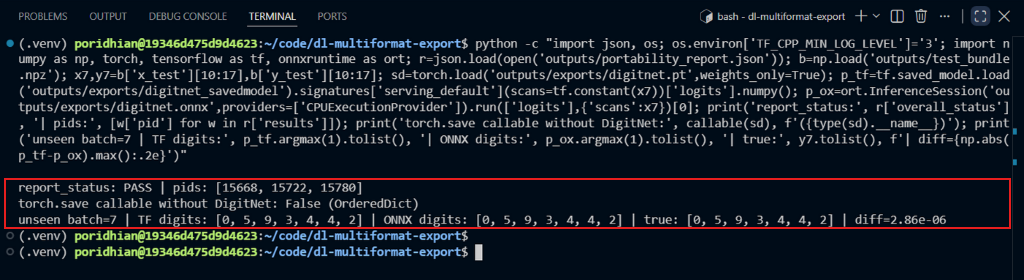 PROBLEMS OUTPUT DEBUG CONSOLE TERMINAL PORTS bash - dl-multiformat-export
(.venv) poridhian@19346d475d9d4623:~/code/dl-multiformat-export$ python -c "import json, os; os.environ['TF_CPP_MIN_LOG_LEVEL']='3'; import n
umpy as np, torch, tensorflow as tf, onnxruntime as ort; r=json.load(open('outputs/portability_report.json')); b=np.load('outputs/test_bundle
.npz'); x7,y7=b['x_test'][10:17],b['y_test'][10:17]; sd=torch.load('outputs/exports/digitnet.pt',weights_only=True); p_tf=tf.saved_model.load
('outputs/exports/digitnet_savedmodel').signatures['serving_default'](scans=tf.constant(x7))['logits'].numpy(); p_ox=ort.InferenceSession('ou
tputs/exports/digitnet.onnx',providers=['CPUExecutionProvider']).run(['logits'],{'scans':x7})[0]; print('report_status:', r['overall_status']
, '| pids:', [w['pid'] for w in r['results']]); print('torch.save callable without DigitNet:', callable(sd), f'({type(sd).__name__})'); print
('unseen batch=7 | TF digits:', p_tf.argmax(1).tolist(), '| ONNX digits:', p_ox.argmax(1).tolist(), '| true:', y7.tolist(), f'| diff={np.abs(
p_tf-p_ox).max():.2e}')"
report_status: PASS | pids: [15668, 15722, 15780]
torch.save callable without DigitNet: False (OrderedDict)
unseen batch=7 | TF digits: [0, 5, 9, 3, 4, 4, 2] | ONNX digits: [0, 5, 9, 3, 4, 4, 2] | true: [0, 5, 9, 3, 4, 4, 2] | diff=2.86e-06
(.venv) poridhian@19346d475d9d4623:~/code/dl-multiformat-export$
(.venv) poridhian@19346d475d9d4623:~/code/dl-multiformat-export$